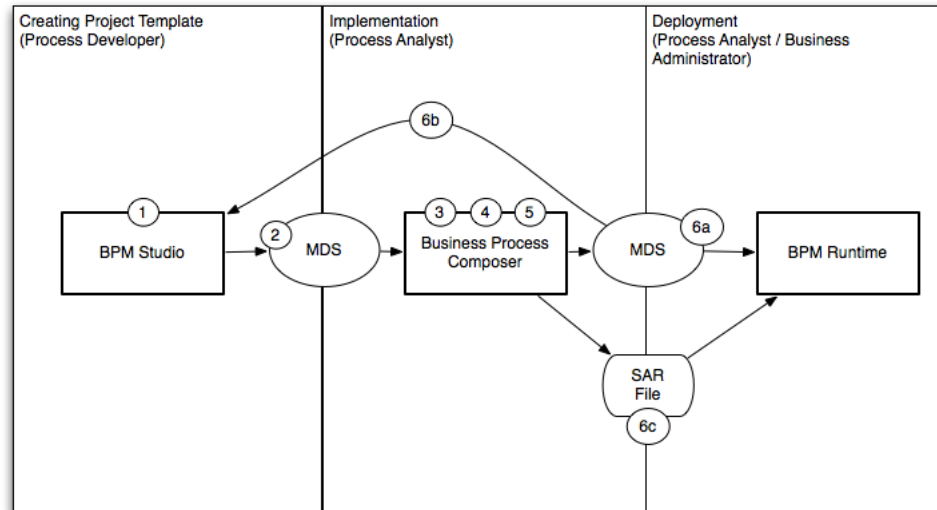 Creating Project Template
(Process Developer)
Implementation
(Process Analyst)
Deployment
(Process Analyst / Business
Administrator)
6b
1
3
4
5
2
6a
BPM Studio
MDS
Business Process
Composer
MDS
BPM Runtime
SAR
File
6c